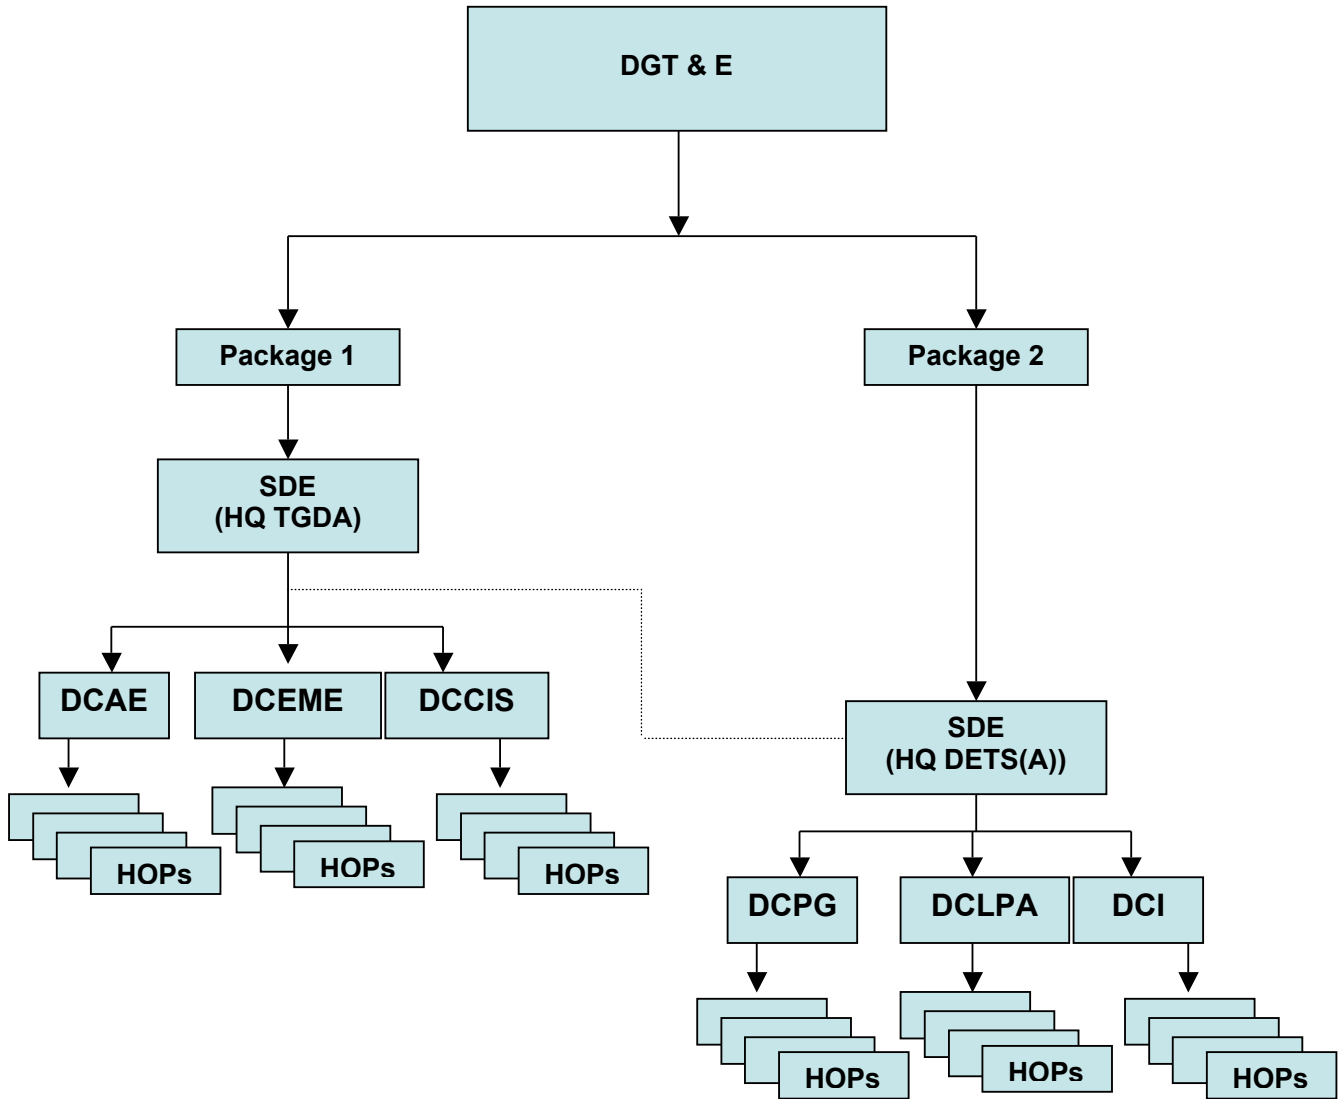 DGT & E
Package 1
Package 2
SDE
(HQ TGDA)
DCAE
DCEME
DCCIS
SDE
(HQ DETS(A))
HOPs
HOPs
HOPs
DCPG
DCLPA
DCI
HOPs
HOPs
HOPs